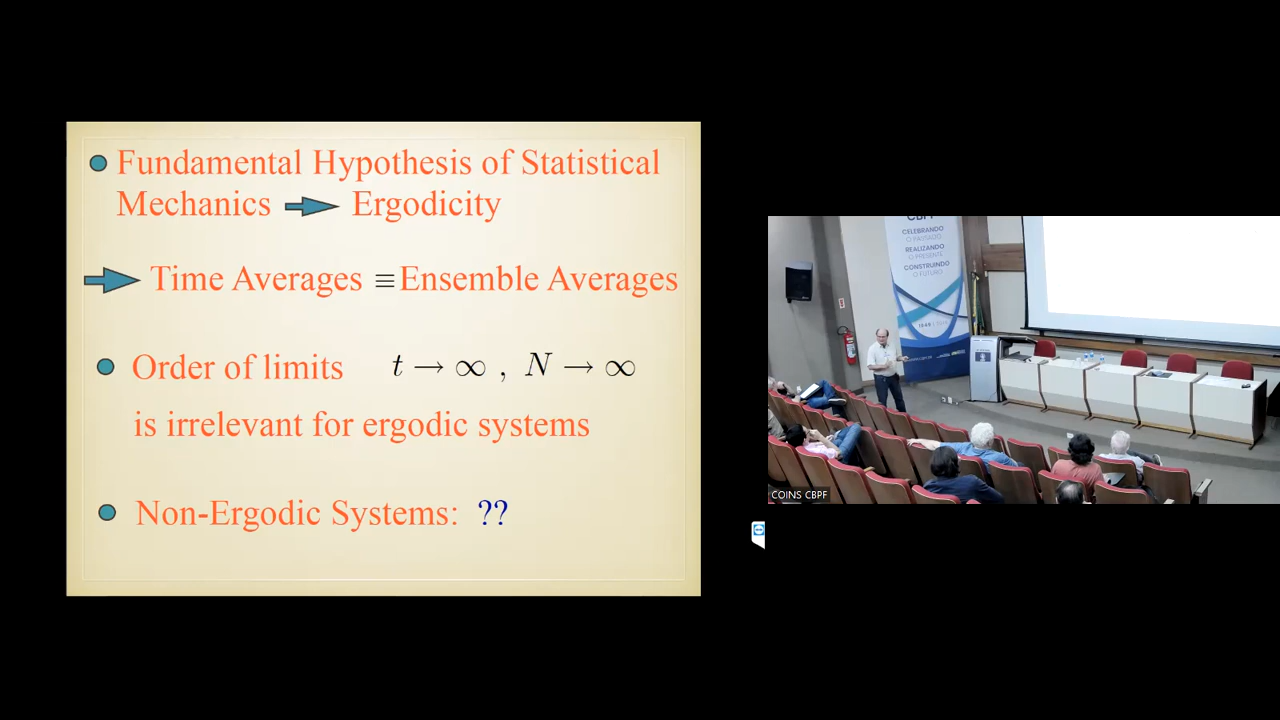 Fundamental Hypothesis of Statistical
Mechanics Ergodicity
Time Averages ≡ Ensemble Averages
Order of limits t → ∞ , N → ∞
is irrelevant for ergodic systems
Non-Ergodic Systems: ??
CBPF
CELEBRANDO
O PASSADO
REALIZANDO
O PRESENTE
CONSTRUINDO
O FUTURO
COINS CBPF